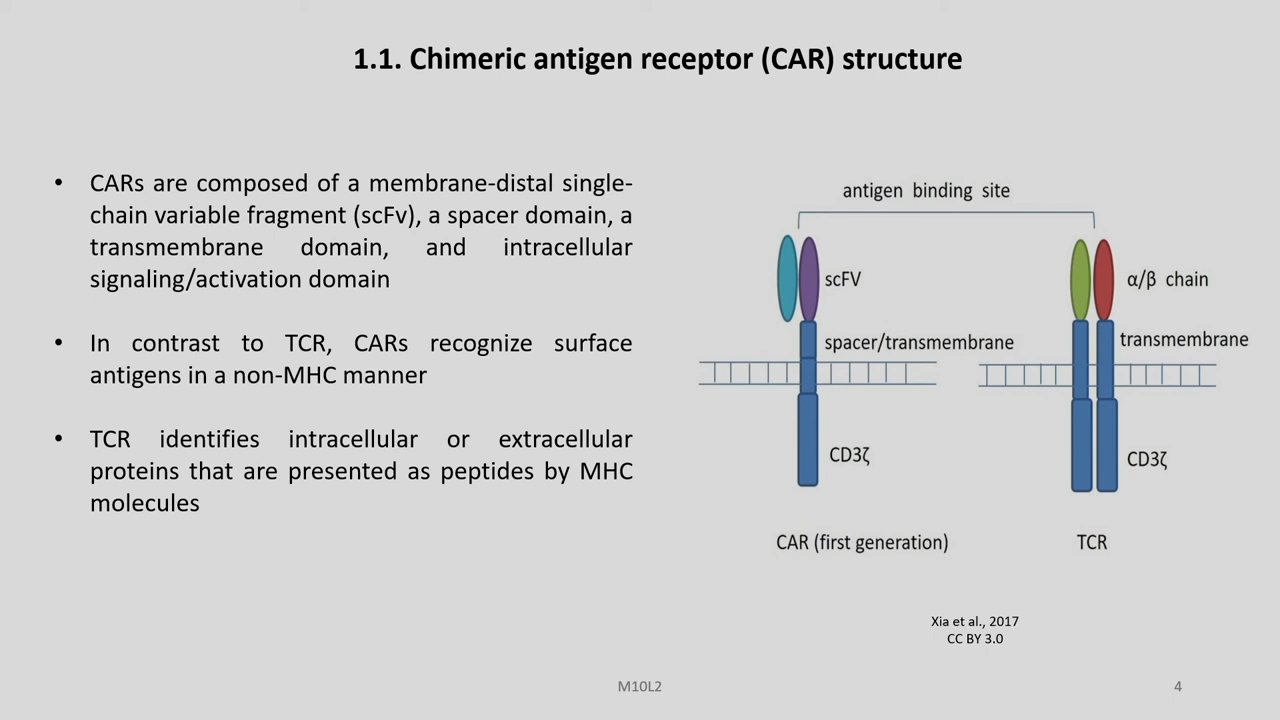 1.1. Chimeric antigen receptor (CAR) structure
• CARs are composed of a membrane-distal single-
chain variable fragment (scFv), a spacer domain, a
transmembrane domain, and intracellular
signaling/activation domain
• In contrast to TCR, CARs recognize surface
antigens in a non-MHC manner
• TCR identifies intracellular or extracellular
proteins that are presented as peptides by MHC
molecules
antigen binding site
scFV
α/β chain
spacer/transmembrane
transmembrane
CD3ζ
CD3ζ
CAR (first generation)
TCR
Xia et al., 2017
CC BY 3.0
M10L2
4